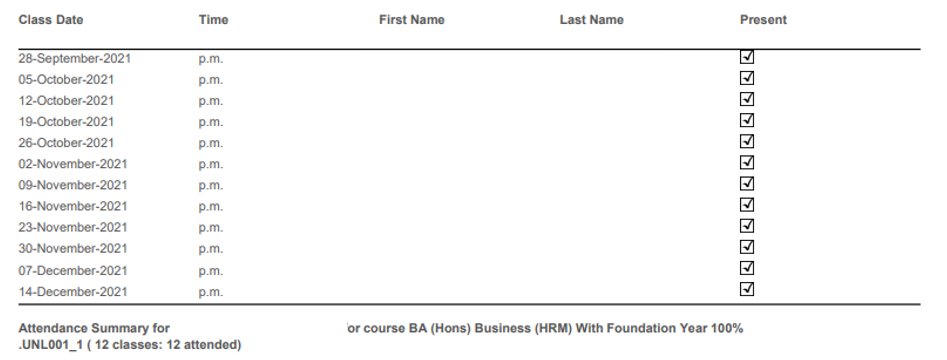 Class Date Time First Name Last Name Present
28-September-2021 p.m.
05-October-2021 p.m.
12-October-2021 p.m.
19-October-2021 p.m.
26-October-2021 p.m.
02-November-2021 p.m.
09-November-2021 p.m.
16-November-2021 p.m.
23-November-2021 p.m.
30-November-2021 p.m.
07-December-2021 p.m.
14-December-2021 p.m.
Attendance Summary for or course BA (Hons) Business (HRM) With Foundation Year 100%
.UNL001_1 ( 12 classes: 12 attended)